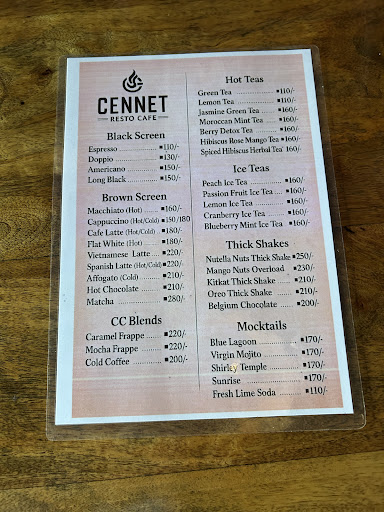 CENNET
RESTO CAFE
Black Screen
Espresso ............ ■110/-
Doppio ............ ■130/-
Americano ............ ■150/-
Long Black ............ ■150/-
Brown Screen
Macchiato (Hot) ...... ■160/-
Cappuccino (Hot/Cold) ■150/180
Cafe Latte (Hot/Cold) ■180/-
Flat White (Hot) ...... ■180/-
Vietnamese Latte .... ■220/-
Spanish Latte (Hot/Cold) ■220/-
Affogato (Cold) ........ ■210/-
Hot Chocolate ........ ■210/-
Matcha ............ ■280/-
CC Blends
Caramel Frappe ...... ■220/-
Mocha Frappe ........ ■220/-
Cold Coffee ............ ■200/-
Hot Teas
Green Tea ............ ■110/-
Lemon Tea ............ ■110/-
Jasmine Green Tea .... ■160/-
Moroccan Mint Tea .... ■160/-
Berry Detox Tea ........ ■160/-
Hibiscus Rose Mango Tea ■160/-
Spiced Hibiscus Herbal Tea 160/-
Ice Teas
Peach Ice Tea ............ ■160/-
Passion Fruit Ice Tea .... ■160/-
Lemon Ice Tea ............ ■160/-
Cranberry Ice Tea ........ ■160/-
Blueberry Mint Ice Tea ■160/-
Thick Shakes
Nutella Nuts Thick Shake ■250/-
Mango Nuts Overload .... ■230/-
Kitkat Thick Shake ........ ■210/-
Oreo Thick Shake ........ ■210/-
Belgium Chocolate ........ ■200/-
Mocktails
Blue Lagoon ............ ■170/-
Virgin Mojito ............ ■170/-
Shirley Temple ............ ■170/-
Sunrise ............ ■170/-
Fresh Lime Soda ........ ■110/-